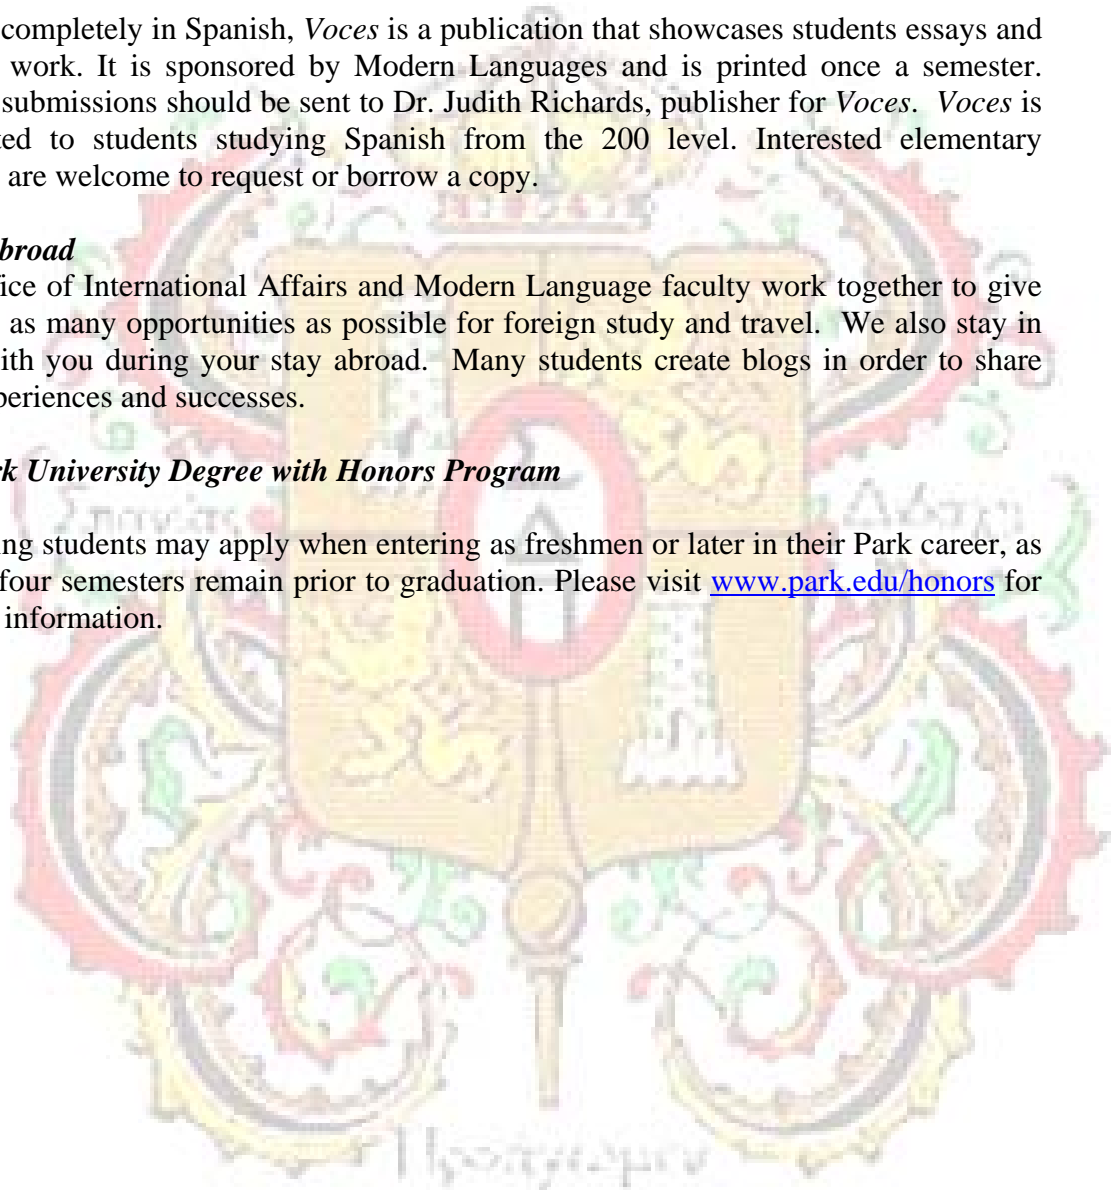 completely in Spanish, Voces is a publication that showcases students essays and
work. It is sponsored by Modern Languages and is printed once a semester.
submissions should be sent to Dr. Judith Richards, publisher for Voces. Voces is
ted to students studying Spanish from the 200 level. Interested elementary
are welcome to request or borrow a copy.
broad
fice of International Affairs and Modern Language faculty work together to give
as many opportunities as possible for foreign study and travel. We also stay in
ith you during your stay abroad. Many students create blogs in order to share
periences and successes.
rk University Degree with Honors Program
ing students may apply when entering as freshmen or later in their Park career, as
four semesters remain prior to graduation. Please visit www.park.edu/honors for
information.
ΣΔΠ